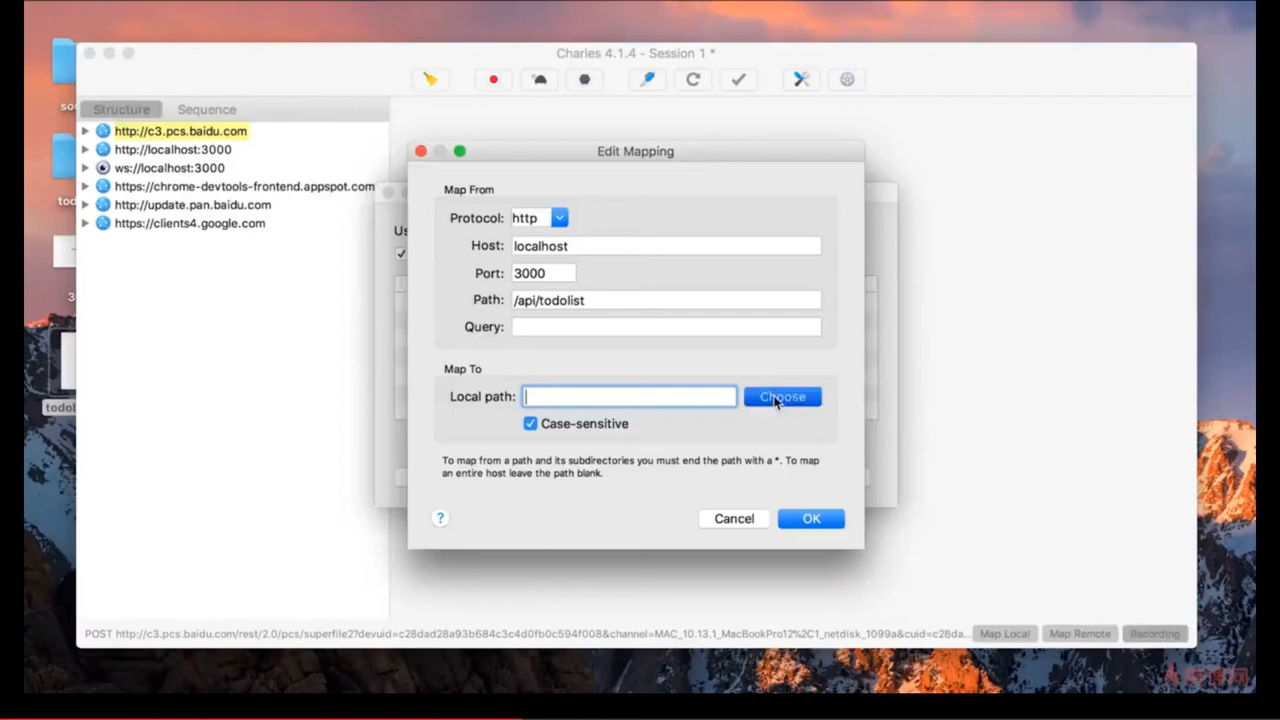 Charles 4.1.4 - Session 1 *
Structure
Sequence
http://c3.pcs.baidu.com
http://localhost:3000
ws://localhost:3000
https://chrome-devtools-frontend.appspot.com
http://update.pan.baidu.com
https://clients4.google.com
Edit Mapping
Map From
Protocol: http
Host: localhost
Port: 3000
Path: /api/todolist
Query:
Map To
Local path:
Choose
Case-sensitive
To map from a path and its subdirectories you must end the path with a *. To map
an entire host leave the path blank.
?
Cancel
OK
POST http://c3.pcs.baidu.com/rest/2.0/pcs/superfile2?devuid=c28dad28a93b684c3c4d0fb0c594f008&channel=MAC_10.13.1_MacBookPro12%2C1_netdisk_1099a&cuid=c28da...
Map Local
Map Remote
Recording